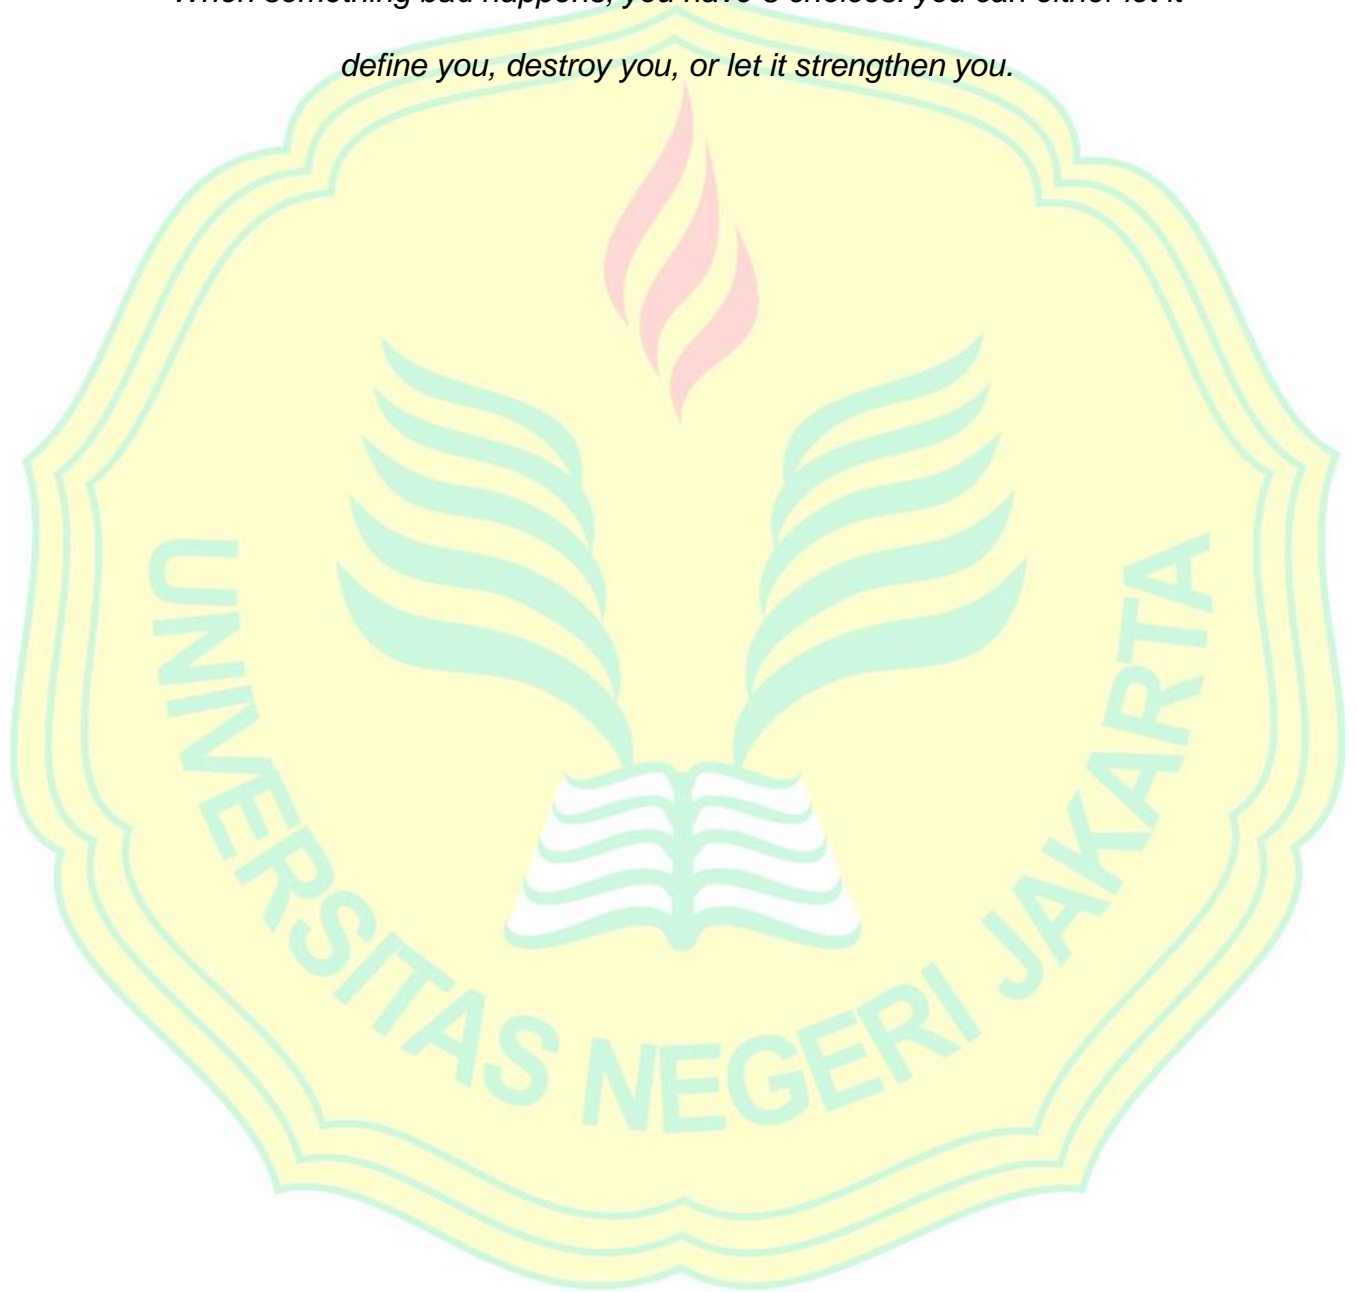 When something bad happens, you have 3 choices: you can either let it
define you, destroy you, or let it strengthen you.
UNIVERSITAS NEGERI JAKARTA